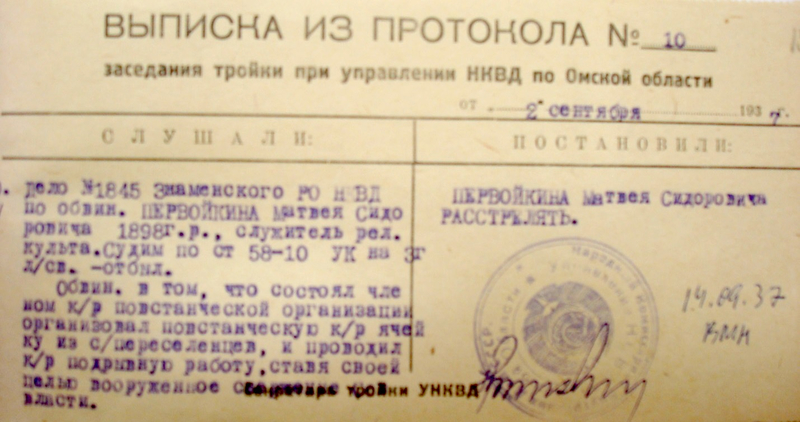 ВЫПИСКА ИЗ ПРОТОКОЛА № 10
заседания тройки при управлении НКВД по Омской области
от 2 сентября 1937 г.
СЛУШАЛИ:
Дело №1845 Знаменского РО НКВД
по обвин. ПЕРВОЙКИНА Матвея Сидо
ровича 1898г.р., служитель рел.
культа.Судим по ст 58-10 УК на 3г
л/св. -отбыл.
Обвин. в том, что состоял чле
ном к/р повстанческой организации
организовал повстанческую к/р ячей
ку из с/переселенцев, и проводил
к/р подрывную работу,ставя своей
целью вооруженное
власти.
ПОСТАНОВИЛИ:
ПЕРВОЙКИНА Матвея Сидоровича
РАССТРЕЛЯТЬ.
14.09.37
ВМН
Секретарь тройки УНКВД